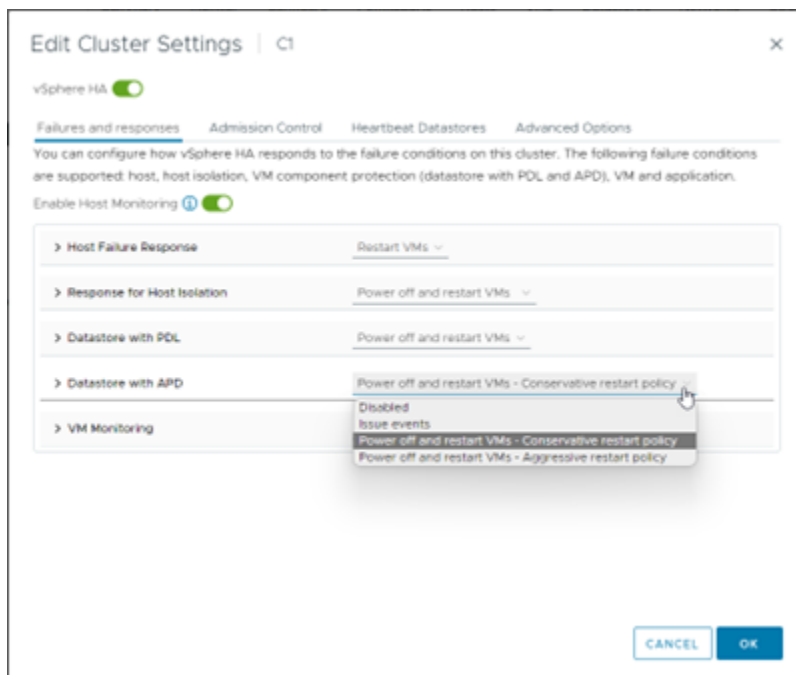 Edit Cluster Settings | C1
vSphere HA
Failures and responses Admission Control Heartbeat Datastores Advanced Options
You can configure how vSphere HA responds to the failure conditions on this cluster. The following failure conditions
are supported: host, host isolation, VM component protection (datastore with PDL and APD), VM and application.
Enable Host Monitoring
Host Failure Response Restart VMs
Response for Host Isolation Power off and restart VMs
Datastore with PDL Power off and restart VMs
Datastore with APD Power off and restart VMs - Conservative restart policy
Disabled
Issue events
VM Monitoring
Power off and restart VMs - Conservative restart policy
Power off and restart VMs - Aggressive restart policy
CANCEL OK